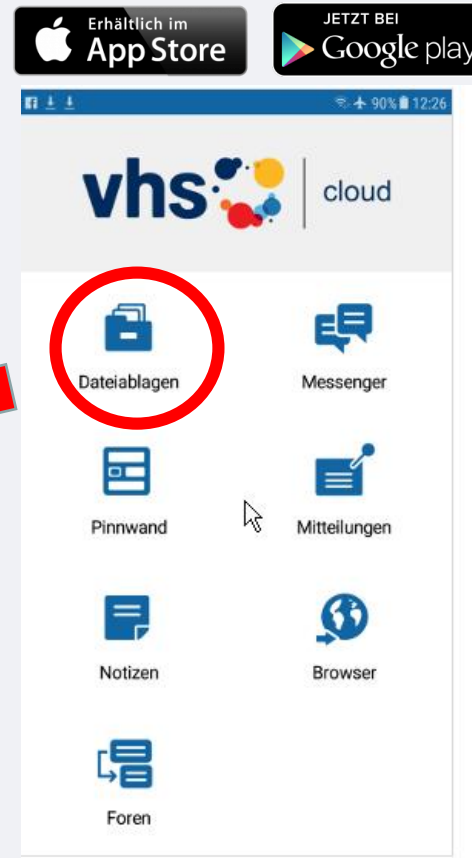 Erhältlich im
App Store
JETZT BEI
Google play
90% 12:26
vhs cloud
Dateiablagen
Messenger
Pinnwand
Mitteilungen
Notizen
Browser
Foren